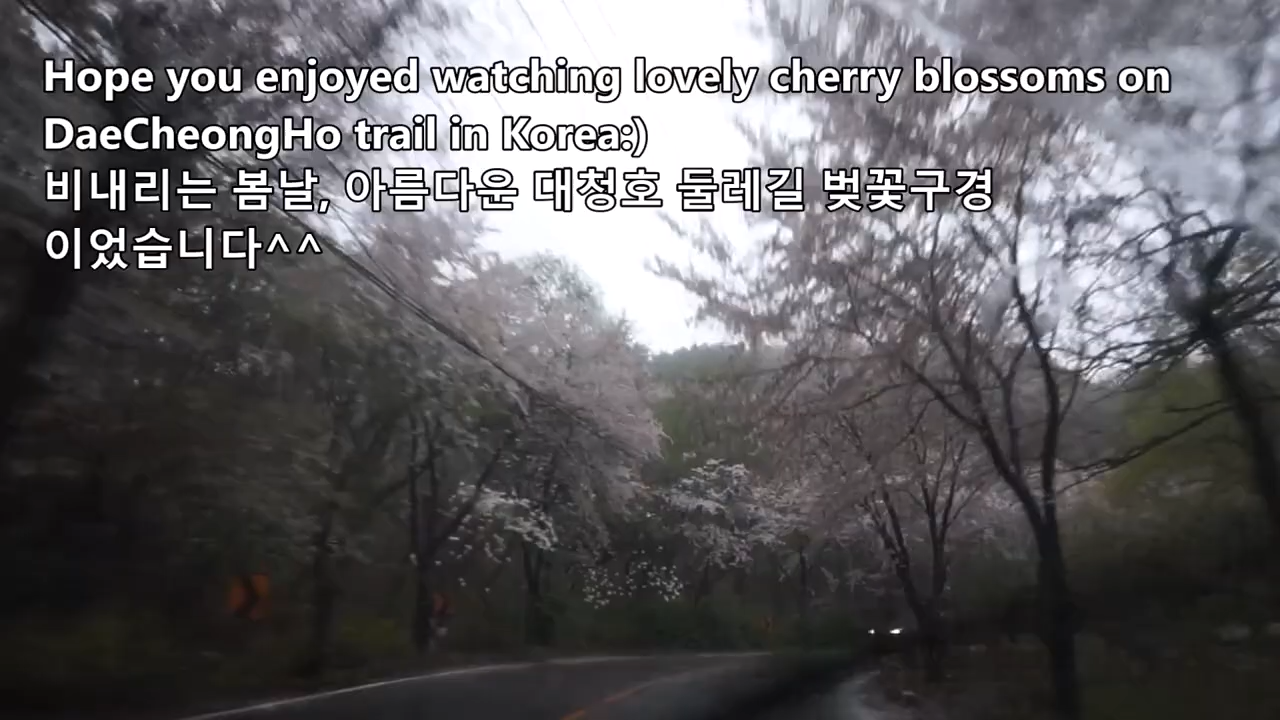 Hope you enjoyed watching lovely cherry blossoms on
DaeCheongHo trail in Korea:)
비내리는 봄날, 아름다운 대청호 둘레길 벚꽃구경
이었습니다^^